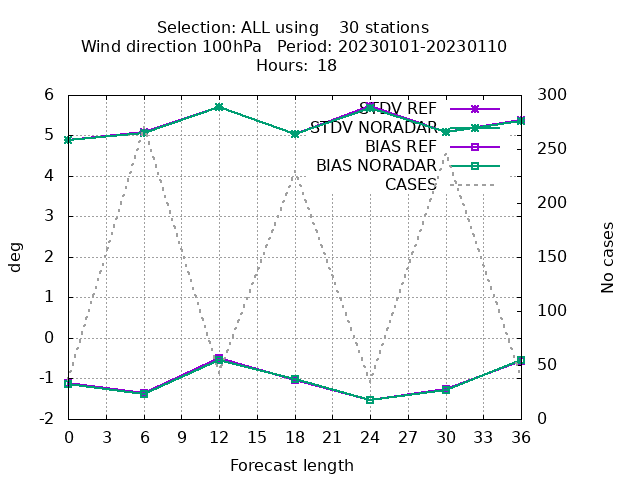 Selection: ALL using    30 stations
Wind direction 100hPa   Period: 20230101-20230110
Hours: 18
6
5
4
3
2
1
0
-1
-2
deg
300
250
200
150
100
50
0
No cases
STDV REF
STDV NORADAR
BIAS REF
BIAS NORADAR
CASES
0 3 6 9 12 15 18 21 24 27 30 33 36
Forecast length